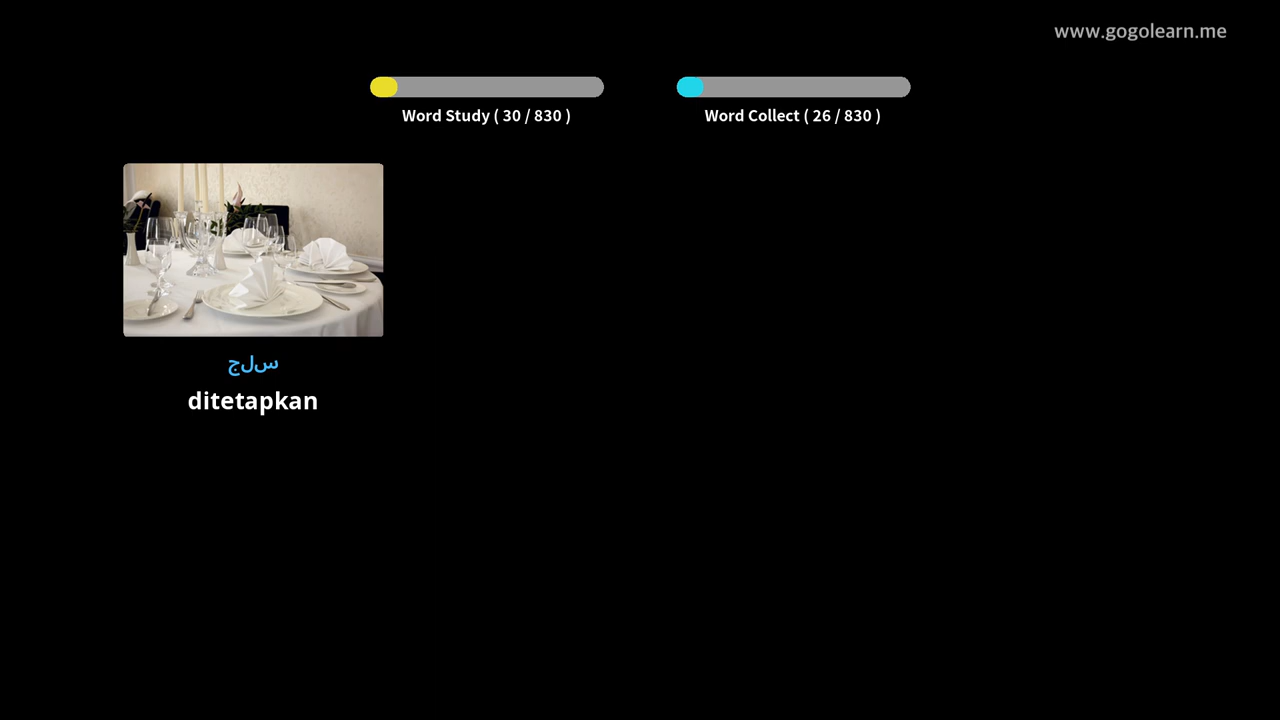 www.gogolearn.me
Word Study ( 30 / 830 )
Word Collect ( 26 / 830 )
سلج
ditetapkan